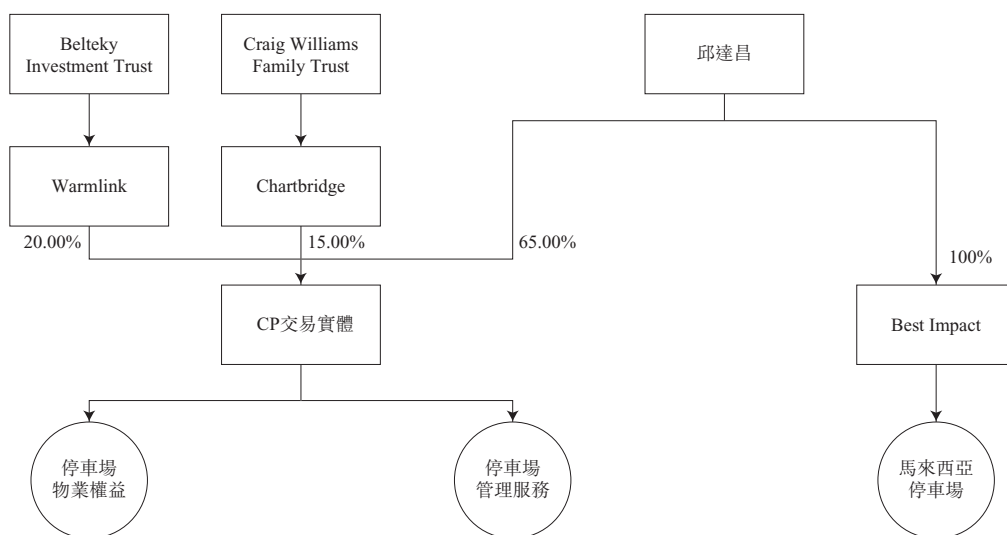 Belteky
Investment Trust
Craig Williams
Family Trust
邱達昌
Warmlink
Chartbridge
20.00%
15.00%
65.00%
100%
CP交易實體
Best Impact
停車場
物業權益
停車場
管理服務
馬來西亞
停車場